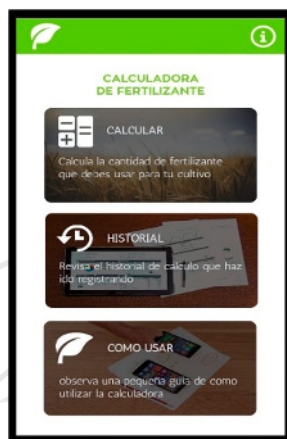 CALCULADORA
DE FERTILIZANTE
CALCULAR
Calcula la cantidad de fertilizante
que debes usar para tu cultivo
HISTORIAL
Revisa el historial de calculo que haz
ido registrando
COMO USAR
observa una pequeña guia de como
utilizar la calculadora